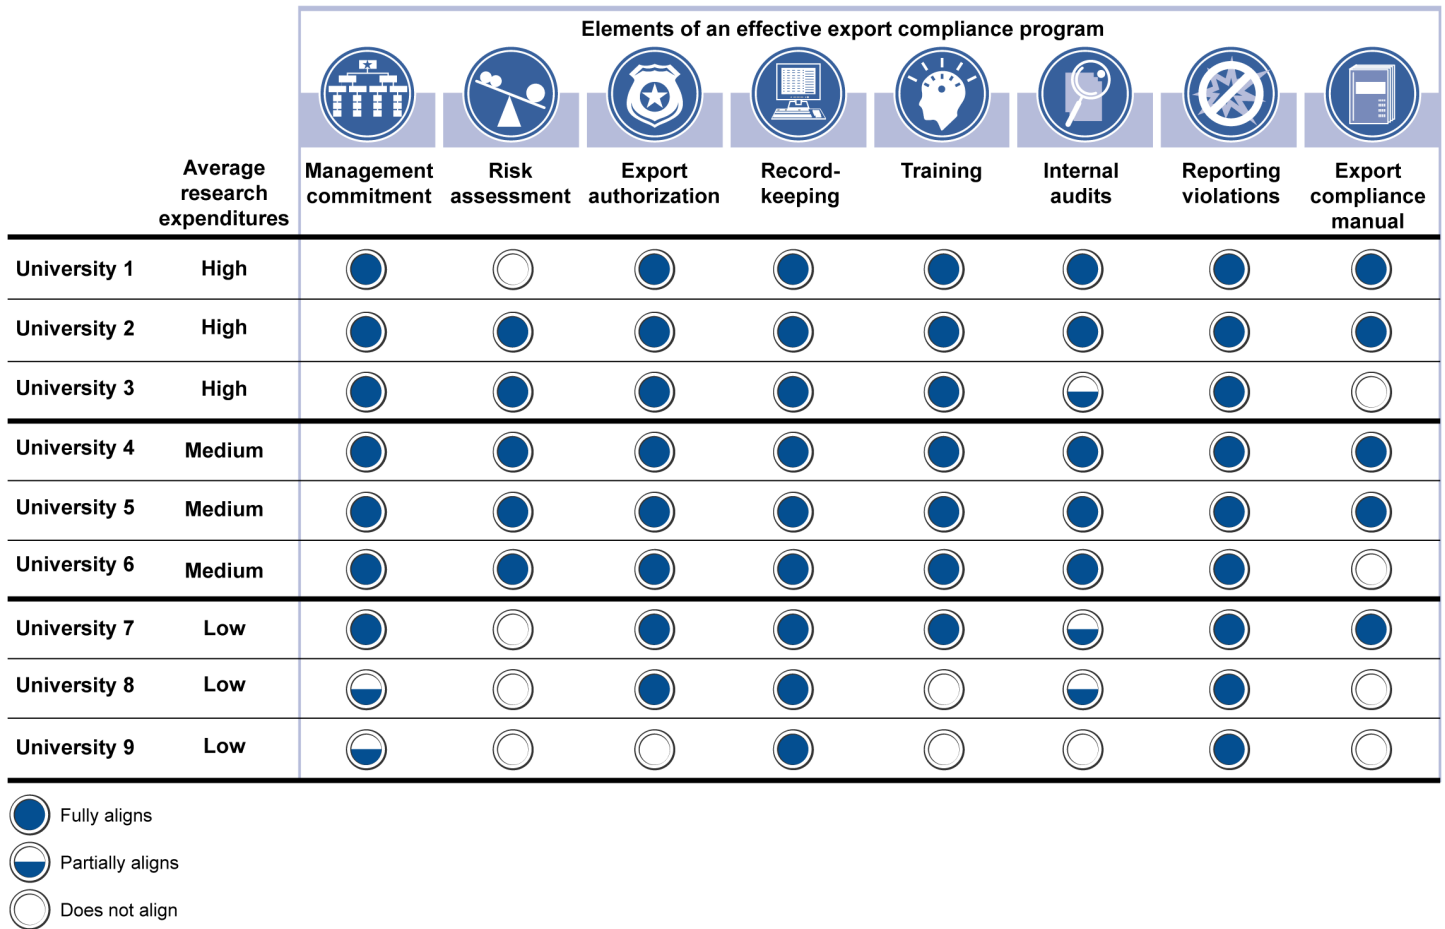 Elements of an effective export compliance program
Average
research
expenditures
Management
commitment
Risk
assessment
Export
authorization
Record-
keeping
Training
Internal
audits
Reporting
violations
Export
compliance
manual
University 1 High
University 2 High
University 3 High
University 4 Medium
University 5 Medium
University 6 Medium
University 7 Low
University 8 Low
University 9 Low
Fully aligns
Partially aligns
Does not align